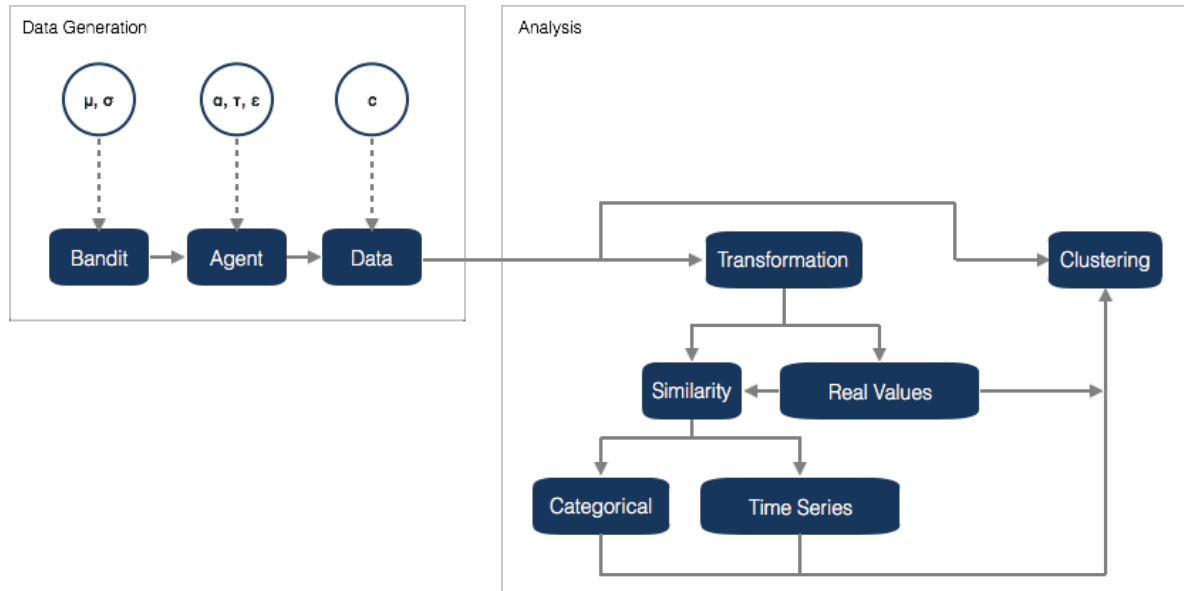 Data Generation
Analysis
μ, σ
α, τ, ε
c
Bandit
Agent
Data
Transformation
Clustering
Similarity
Real Values
Categorical
Time Series